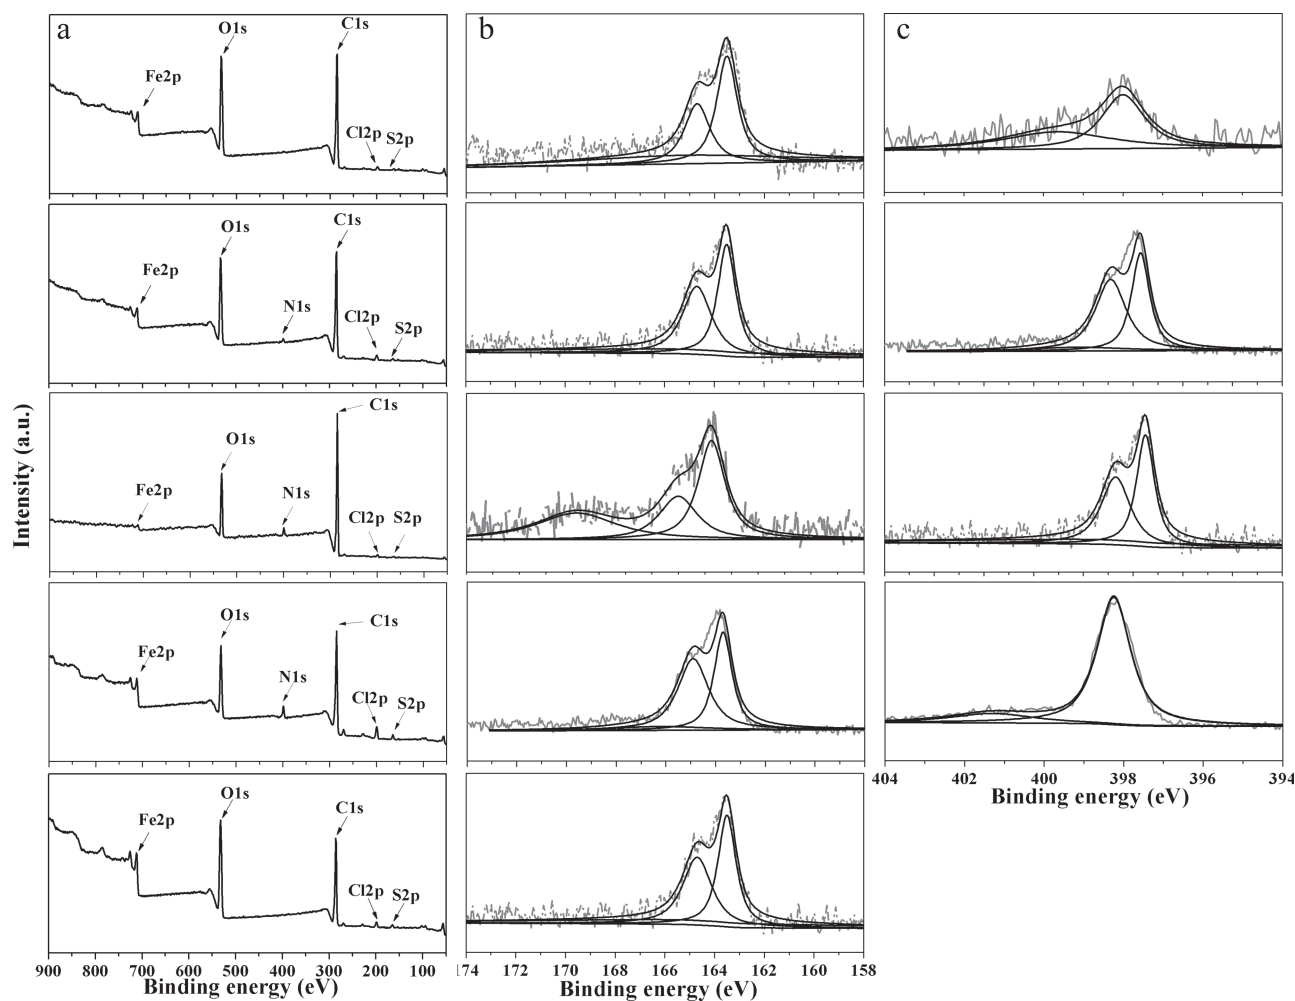 a
O1s
C1s
Fe2p
Cl2p
S2p
O1s
C1s
Fe2p
N1s
Cl2p
S2p
C1s
O1s
Fe2p
N1s
Cl2p
S2p
O1s
C1s
Fe2p
N1s
Cl2p
S2p
O1s
C1s
Fe2p
Cl2p
S2p
900 800 700 600 500 400 300 200 100
Binding energy (eV)
Intensity (a.u.)
b
174 172 170 168 166 164 162 160 158
Binding energy (eV)
c
404 402 400 398 396 394
Binding energy (eV)